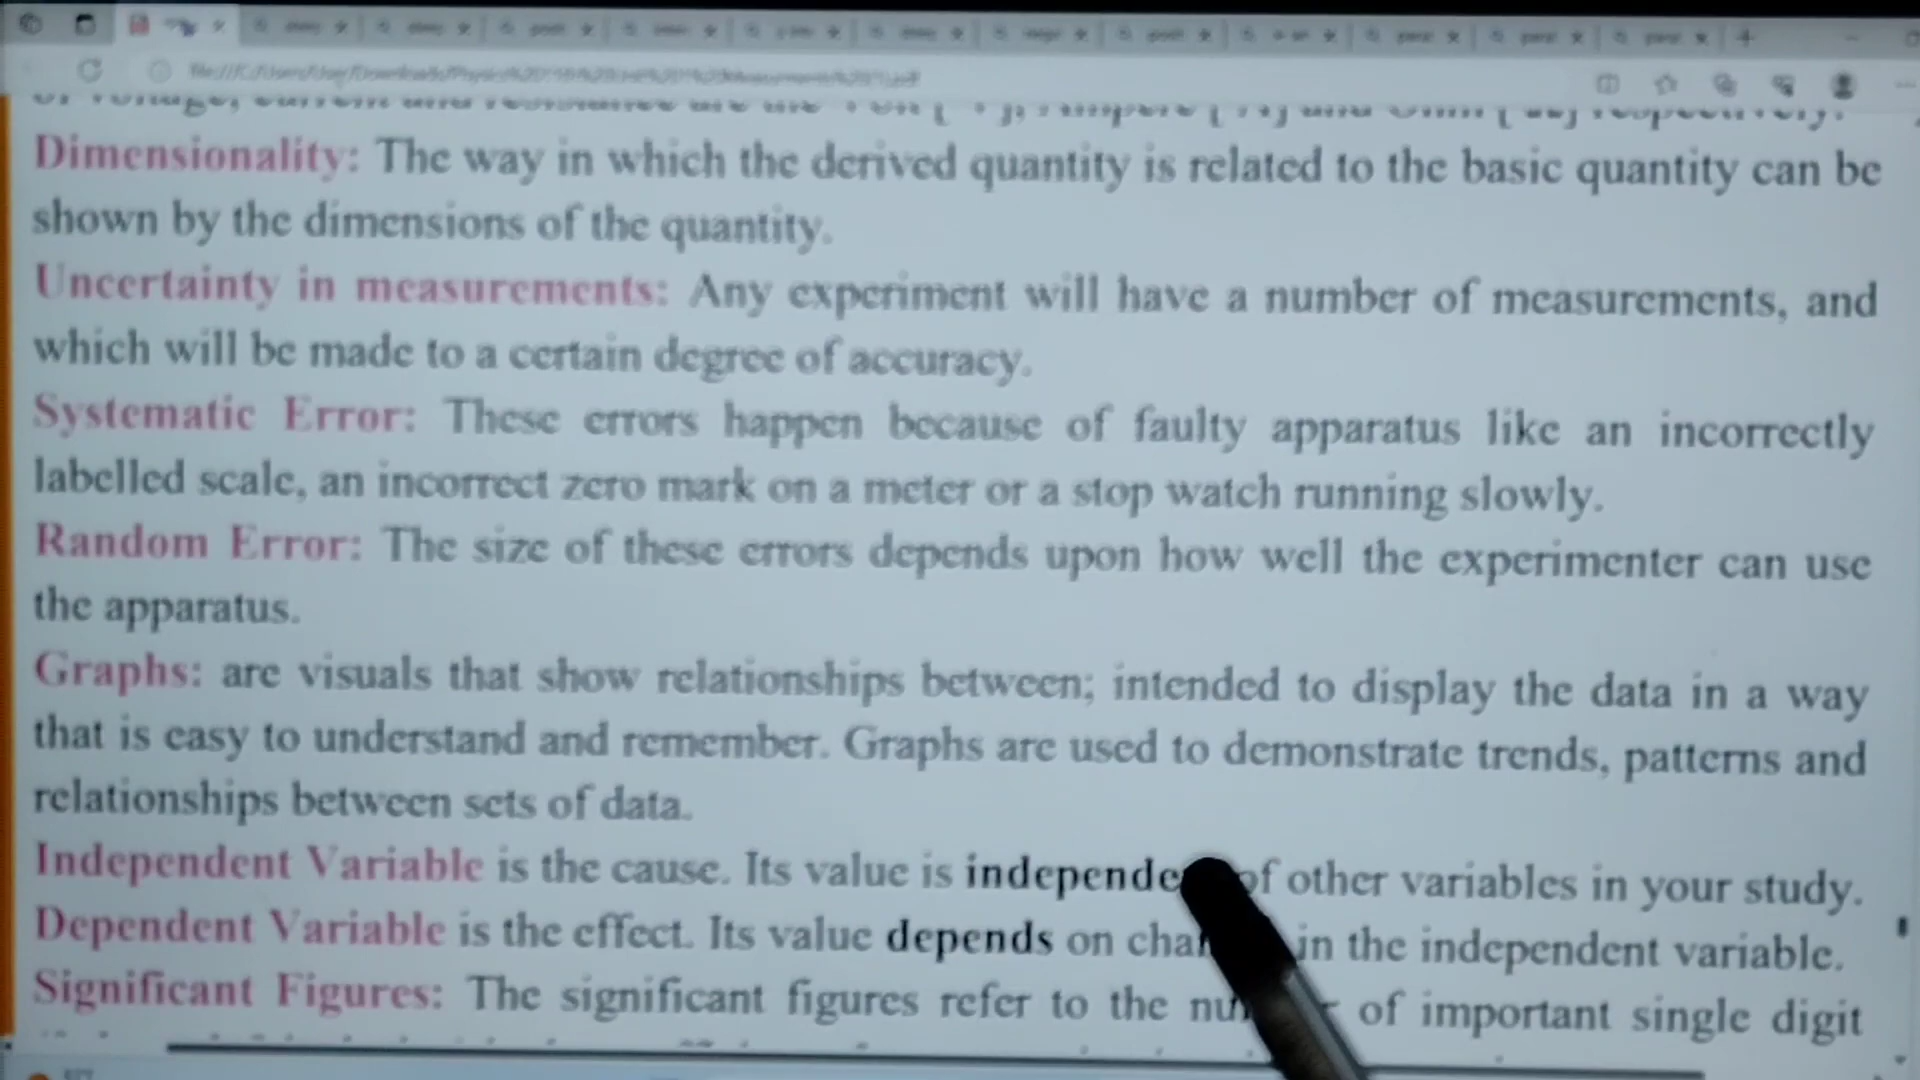 Dimensionality: The way in which the derived quantity is related to the basic quantity can be
shown by the dimensions of the quantity.
Uncertainty in measurements: Any experiment will have a number of measurements, and
which will be made to a certain degree of accuracy.
Systematic Error: These errors happen because of faulty apparatus like an incorrectly
labelled scale, an incorrect zero mark on a meter or a stop watch running slowly.
Random Error: The size of these errors depends upon how well the experimenter can use
the apparatus.
Graphs: are visuals that show relationships between; intended to display the data in a way
that is easy to understand and remember. Graphs are used to demonstrate trends, patterns and
relationships between sets of data.
Independent Variable is the cause. Its value is independe of other variables in your study.
Dependent Variable is the effect. Its value depends on cha in the independent variable.
Significant Figures: The significant figures refer to the nu of important single digit